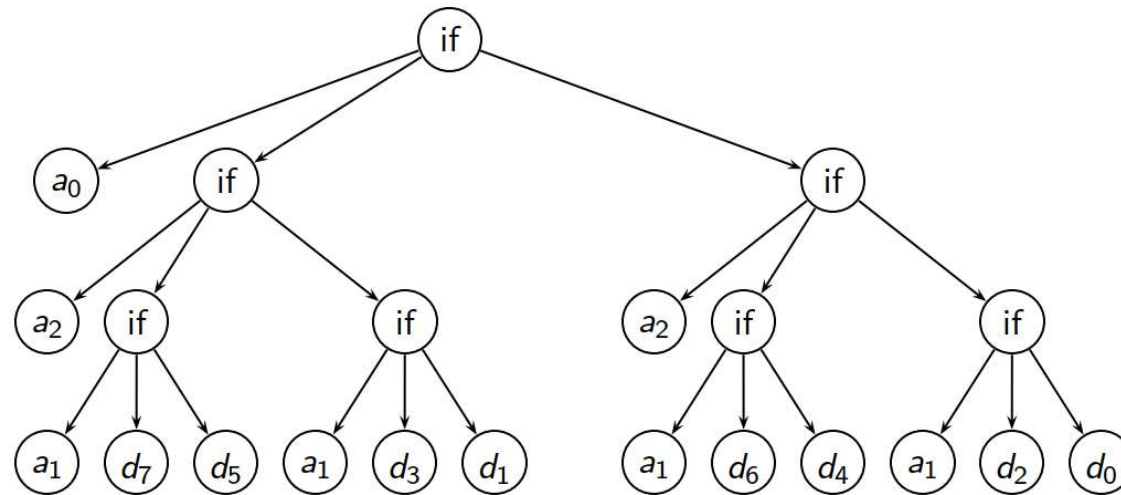 if
a₀ if if
a₂ if if a₂ if if
a₁ d₇ d₅ a₁ d₃ d₁ a₁ d₆ d₄ a₁ d₂ d₀